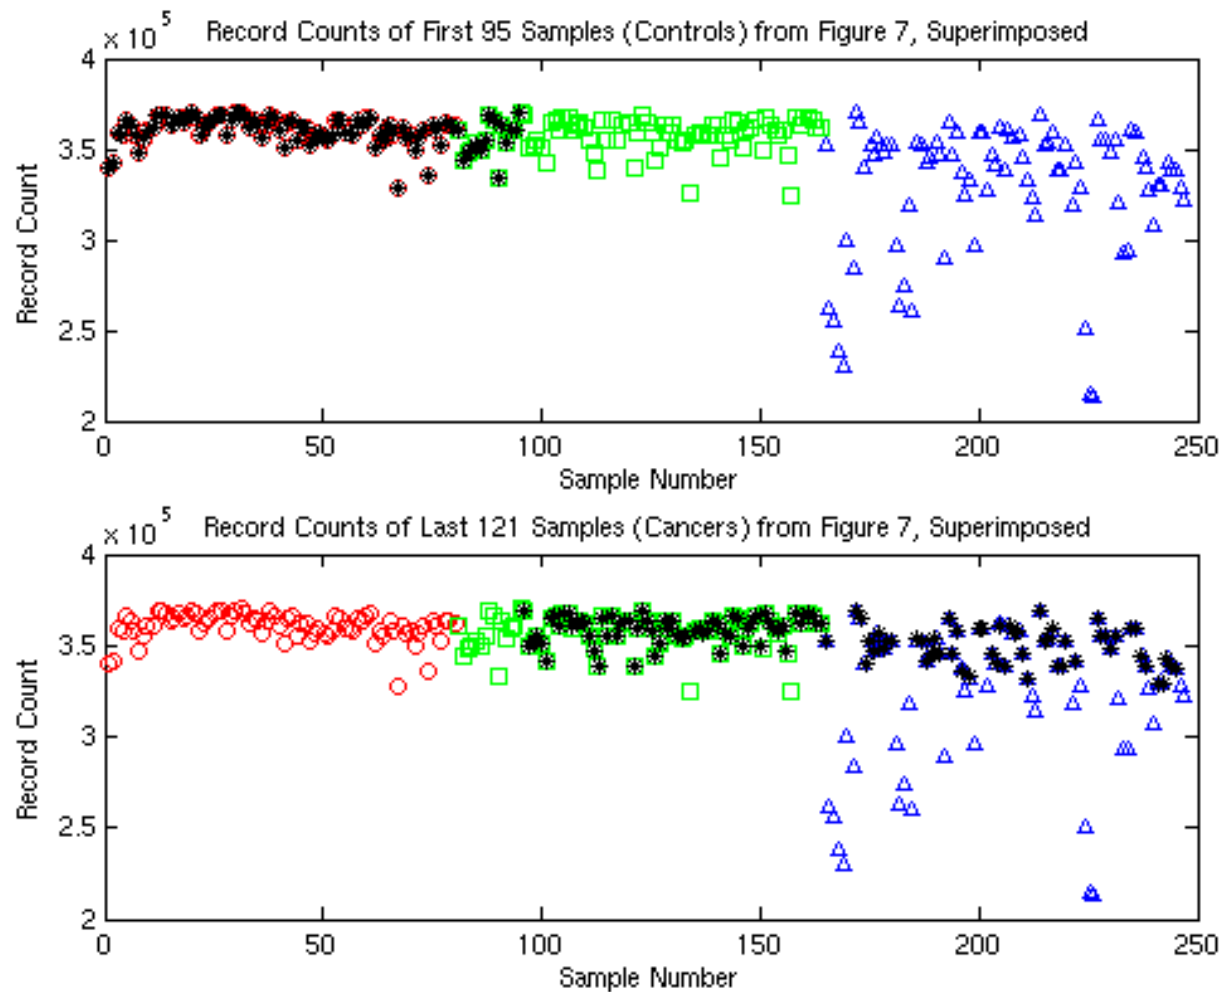 Record Counts of First 95 Samples (Controls) from Figure 7, Superimposed
× 10^5
4
3.5
3
2.5
2
Record Count
0 50 100 150 200 250
Sample Number
Record Counts of Last 121 Samples (Cancers) from Figure 7, Superimposed
× 10^5
4
3.5
3
2.5
2
Record Count
0 50 100 150 200 250
Sample Number